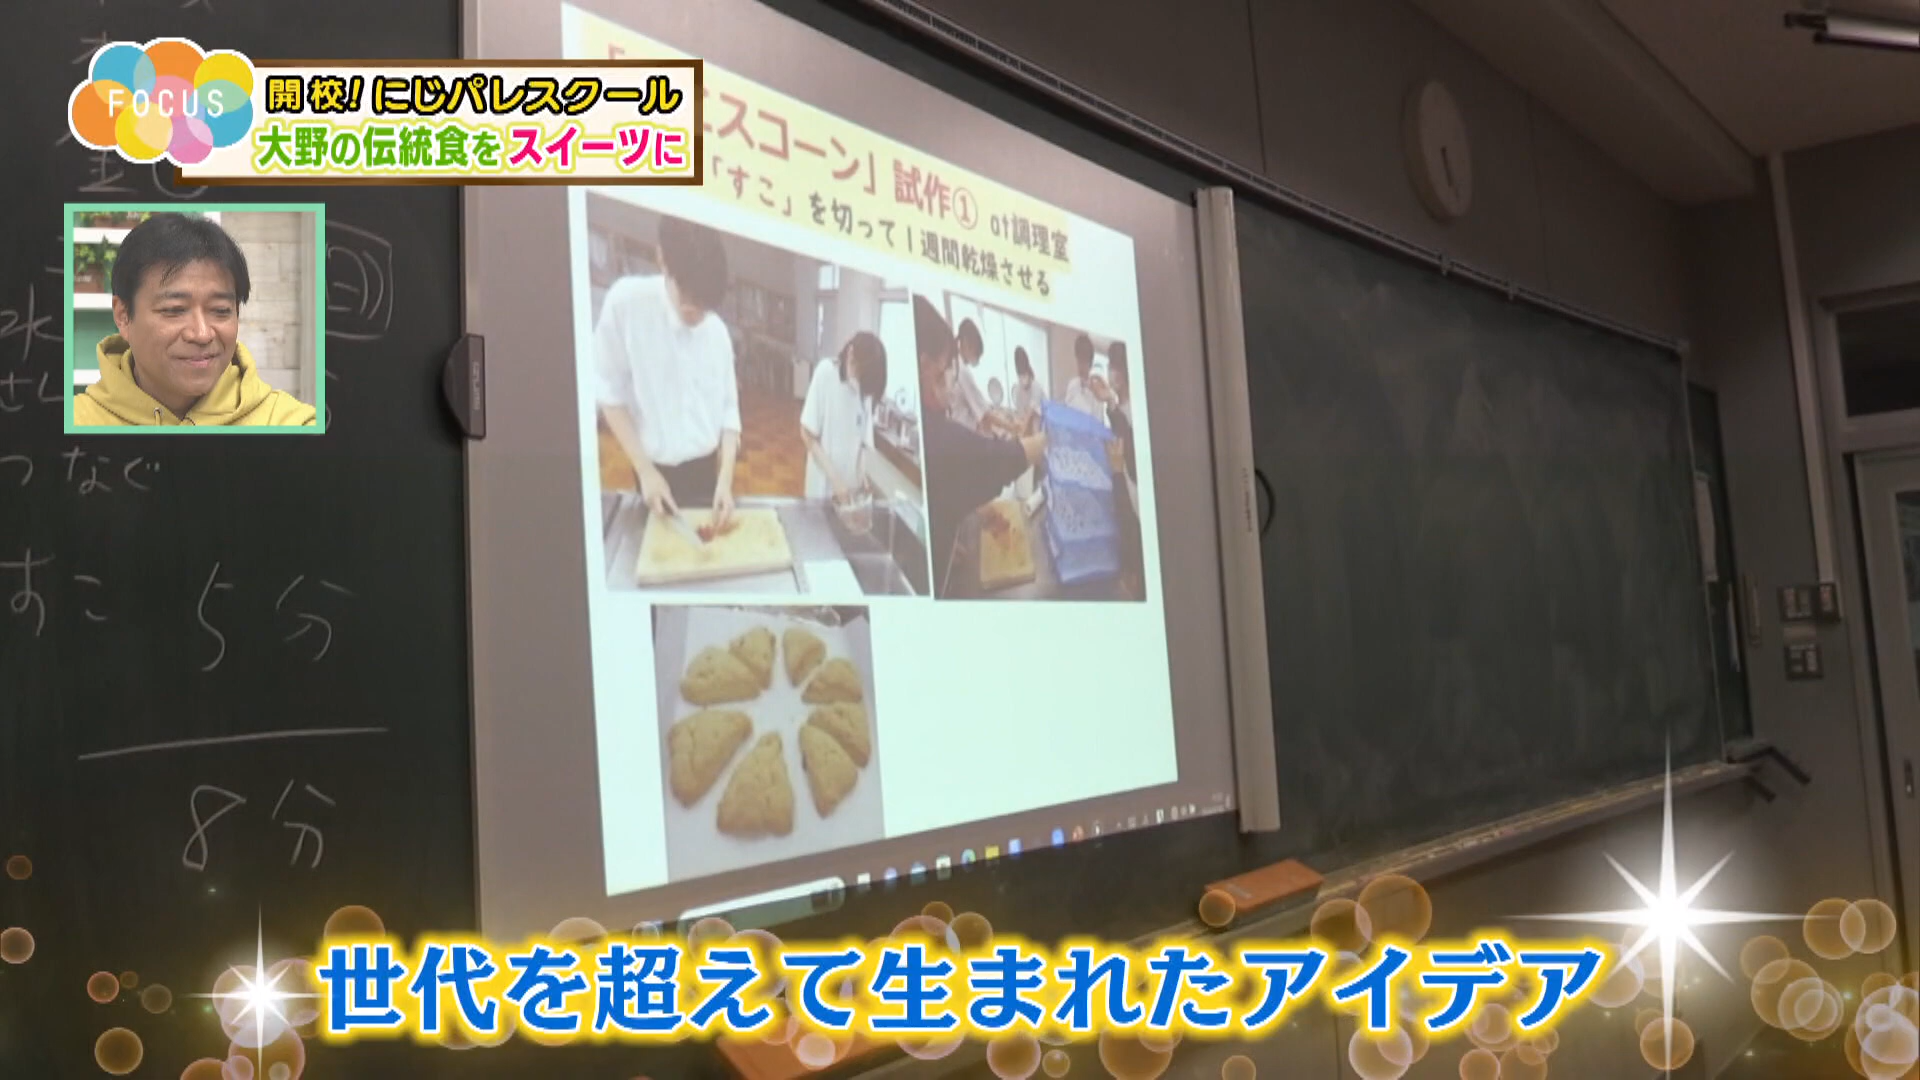 FOCUS
開校!にじパレスクール
大野の伝統食をスイーツに
エスコーン」試作① at調理室
「すこ」を切って1週間乾燥させる
つなぐ
すこ
5分
8分
世代を超えて生まれたアイデア